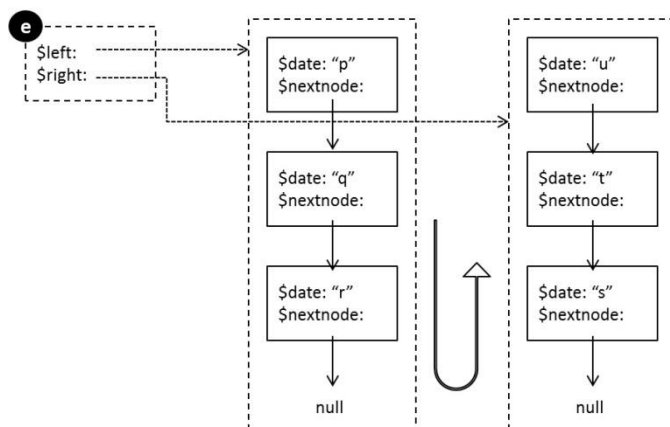 e
$left:
$right:
$date: “p”
$nextnode:
$date: “q”
$nextnode:
$date: “r”
$nextnode:
null
$date: “u”
$nextnode:
$date: “t”
$nextnode:
$date: “s”
$nextnode:
null